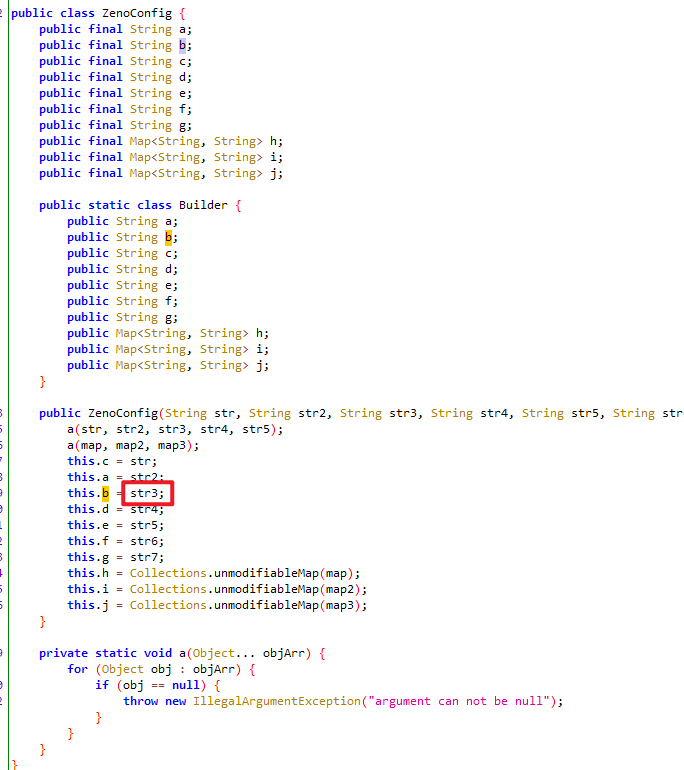 public class ZenoConfig {
    public final String a;
    public final String b;
    public final String c;
    public final String d;
    public final String e;
    public final String f;
    public final String g;
    public final Map<String, String> h;
    public final Map<String, String> i;
    public final Map<String, String> j;

    public static class Builder {
        public String a;
        public String b;
        public String c;
        public String d;
        public String e;
        public String f;
        public String g;
        public Map<String, String> h;
        public Map<String, String> i;
        public Map<String, String> j;
    }

    public ZenoConfig(String str, String str2, String str3, String str4, String str5, String str
        a(str, str2, str3, str4, str5);
        a(map, map2, map3);
        this.c = str;
        this.a = str2;
        this.b = str3;
        this.d = str4;
        this.e = str5;
        this.f = str6;
        this.g = str7;
        this.h = Collections.unmodifiableMap(map);
        this.i = Collections.unmodifiableMap(map2);
        this.j = Collections.unmodifiableMap(map3);
    }

    private static void a(Object... objArr) {
        for (Object obj : objArr) {
            if (obj == null) {
                throw new IllegalArgumentException("argument can not be null");
            }
        }
    }
}